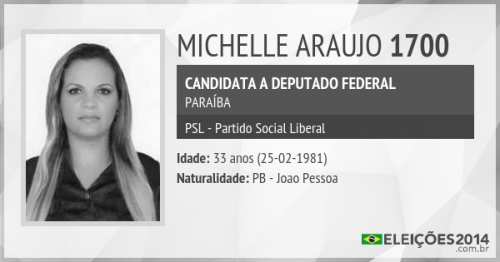 MICHELLE ARAUJO 1700
CANDIDATA A DEPUTADO FEDERAL
PARAÍBA
PSL - Partido Social Liberal
Idade: 33 anos (25-02-1981)
Naturalidade: PB - Joao Pessoa
ELEIÇÕES2014
.com.br